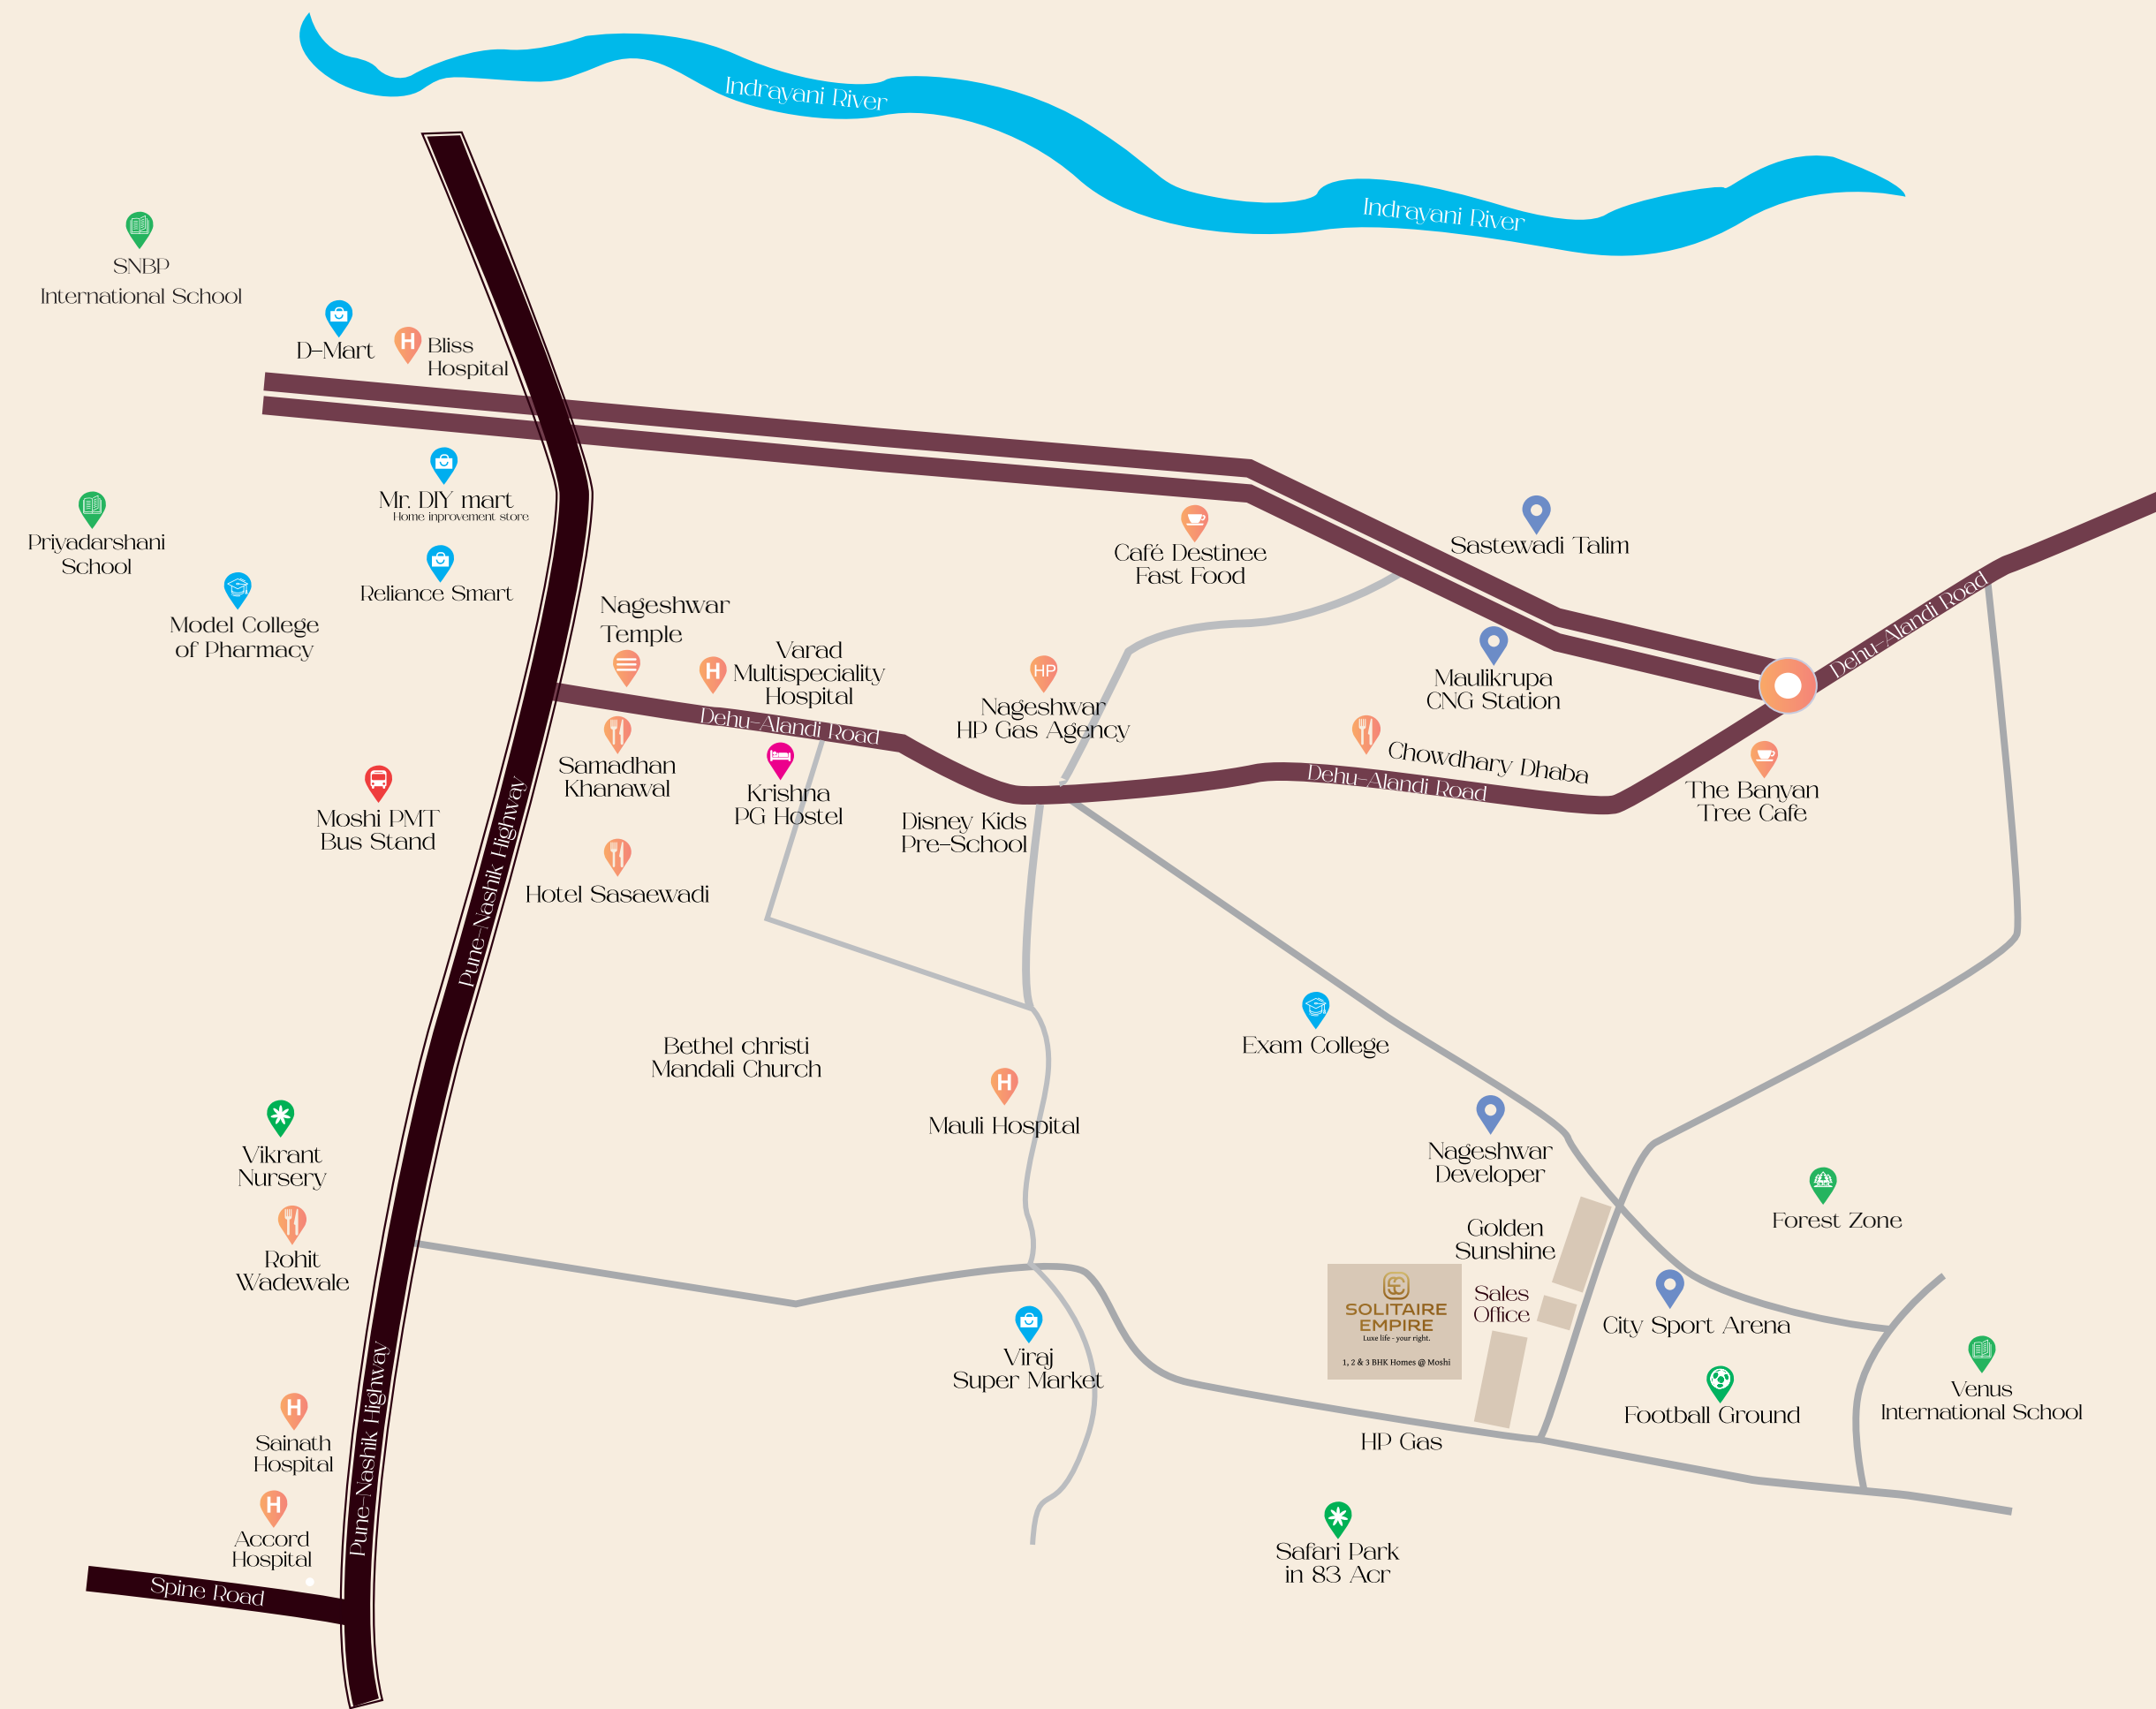 Indrayani River
Indrayani River
SNBP
International School
D-Mart
Bliss
Hospital
Mr. DIY mart
Home inprovement store
Priyadarshani
School
Reliance Smart
Model College
of Pharmacy
Café Destinee
Fast Food
Sastewadi Talim
Dehu-Alandi Road
Nageshwar
Temple
Varad
Multispeciality
Hospital
Dehu-Alandi Road
HP
Nageshwar
HP Gas Agency
Maulikrupa
CNG Station
Chowdhary Dhaba
Dehu-Alandi Road
The Banyan
Tree Cafe
Samadhan
Khanawal
Krishna
PG Hostel
Disney Kids
Pre-School
Moshi PMT
Bus Stand
Hotel Sasaewadi
Pune-Nashik Highway
Bethel christi
Mandali Church
Exam College
Mauli Hospital
Vikrant
Nursery
Nageshwar
Developer
Forest Zone
Rohit
Wadewale
Golden
Sunshine
Sales
Office
SOLITAIRE
EMPIRE
Luxe life - your right.
1, 2 & 3 BHK Homes @ Moshi
City Sport Arena
Viraj
Super Market
Venus
International School
Football Ground
HP Gas
Sainath
Hospital
Pune-Nashik Highway
Accord
Hospital
Safari Park
in 83 Acr
Spine Road